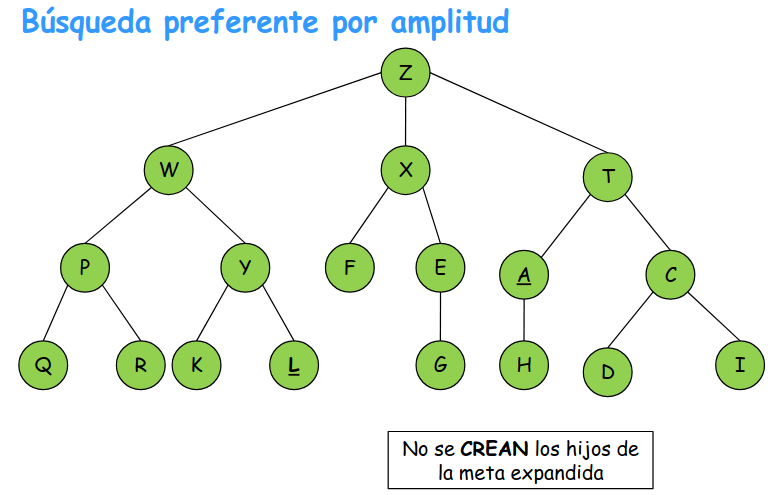 Búsqueda preferente por amplitud
Z
W X T
P Y F E A C
Q R K L G H D I
No se CREAN los hijos de
la meta expandida